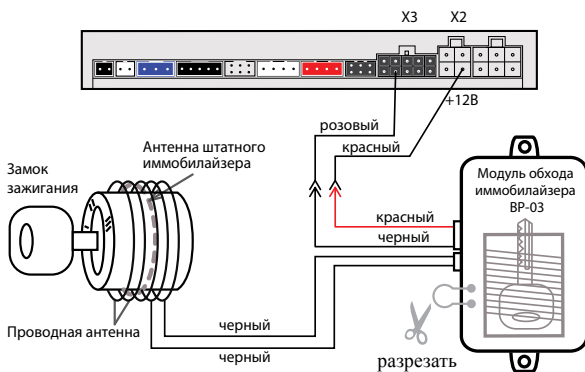 X3
X2
+12В
розовый
красный
Антенна штатного
иммобилайзера
Замок
зажигания
Модуль обхода
иммобилайзера
BP-03
красный
черный
Проводная антенна
черный
черный
разрезать